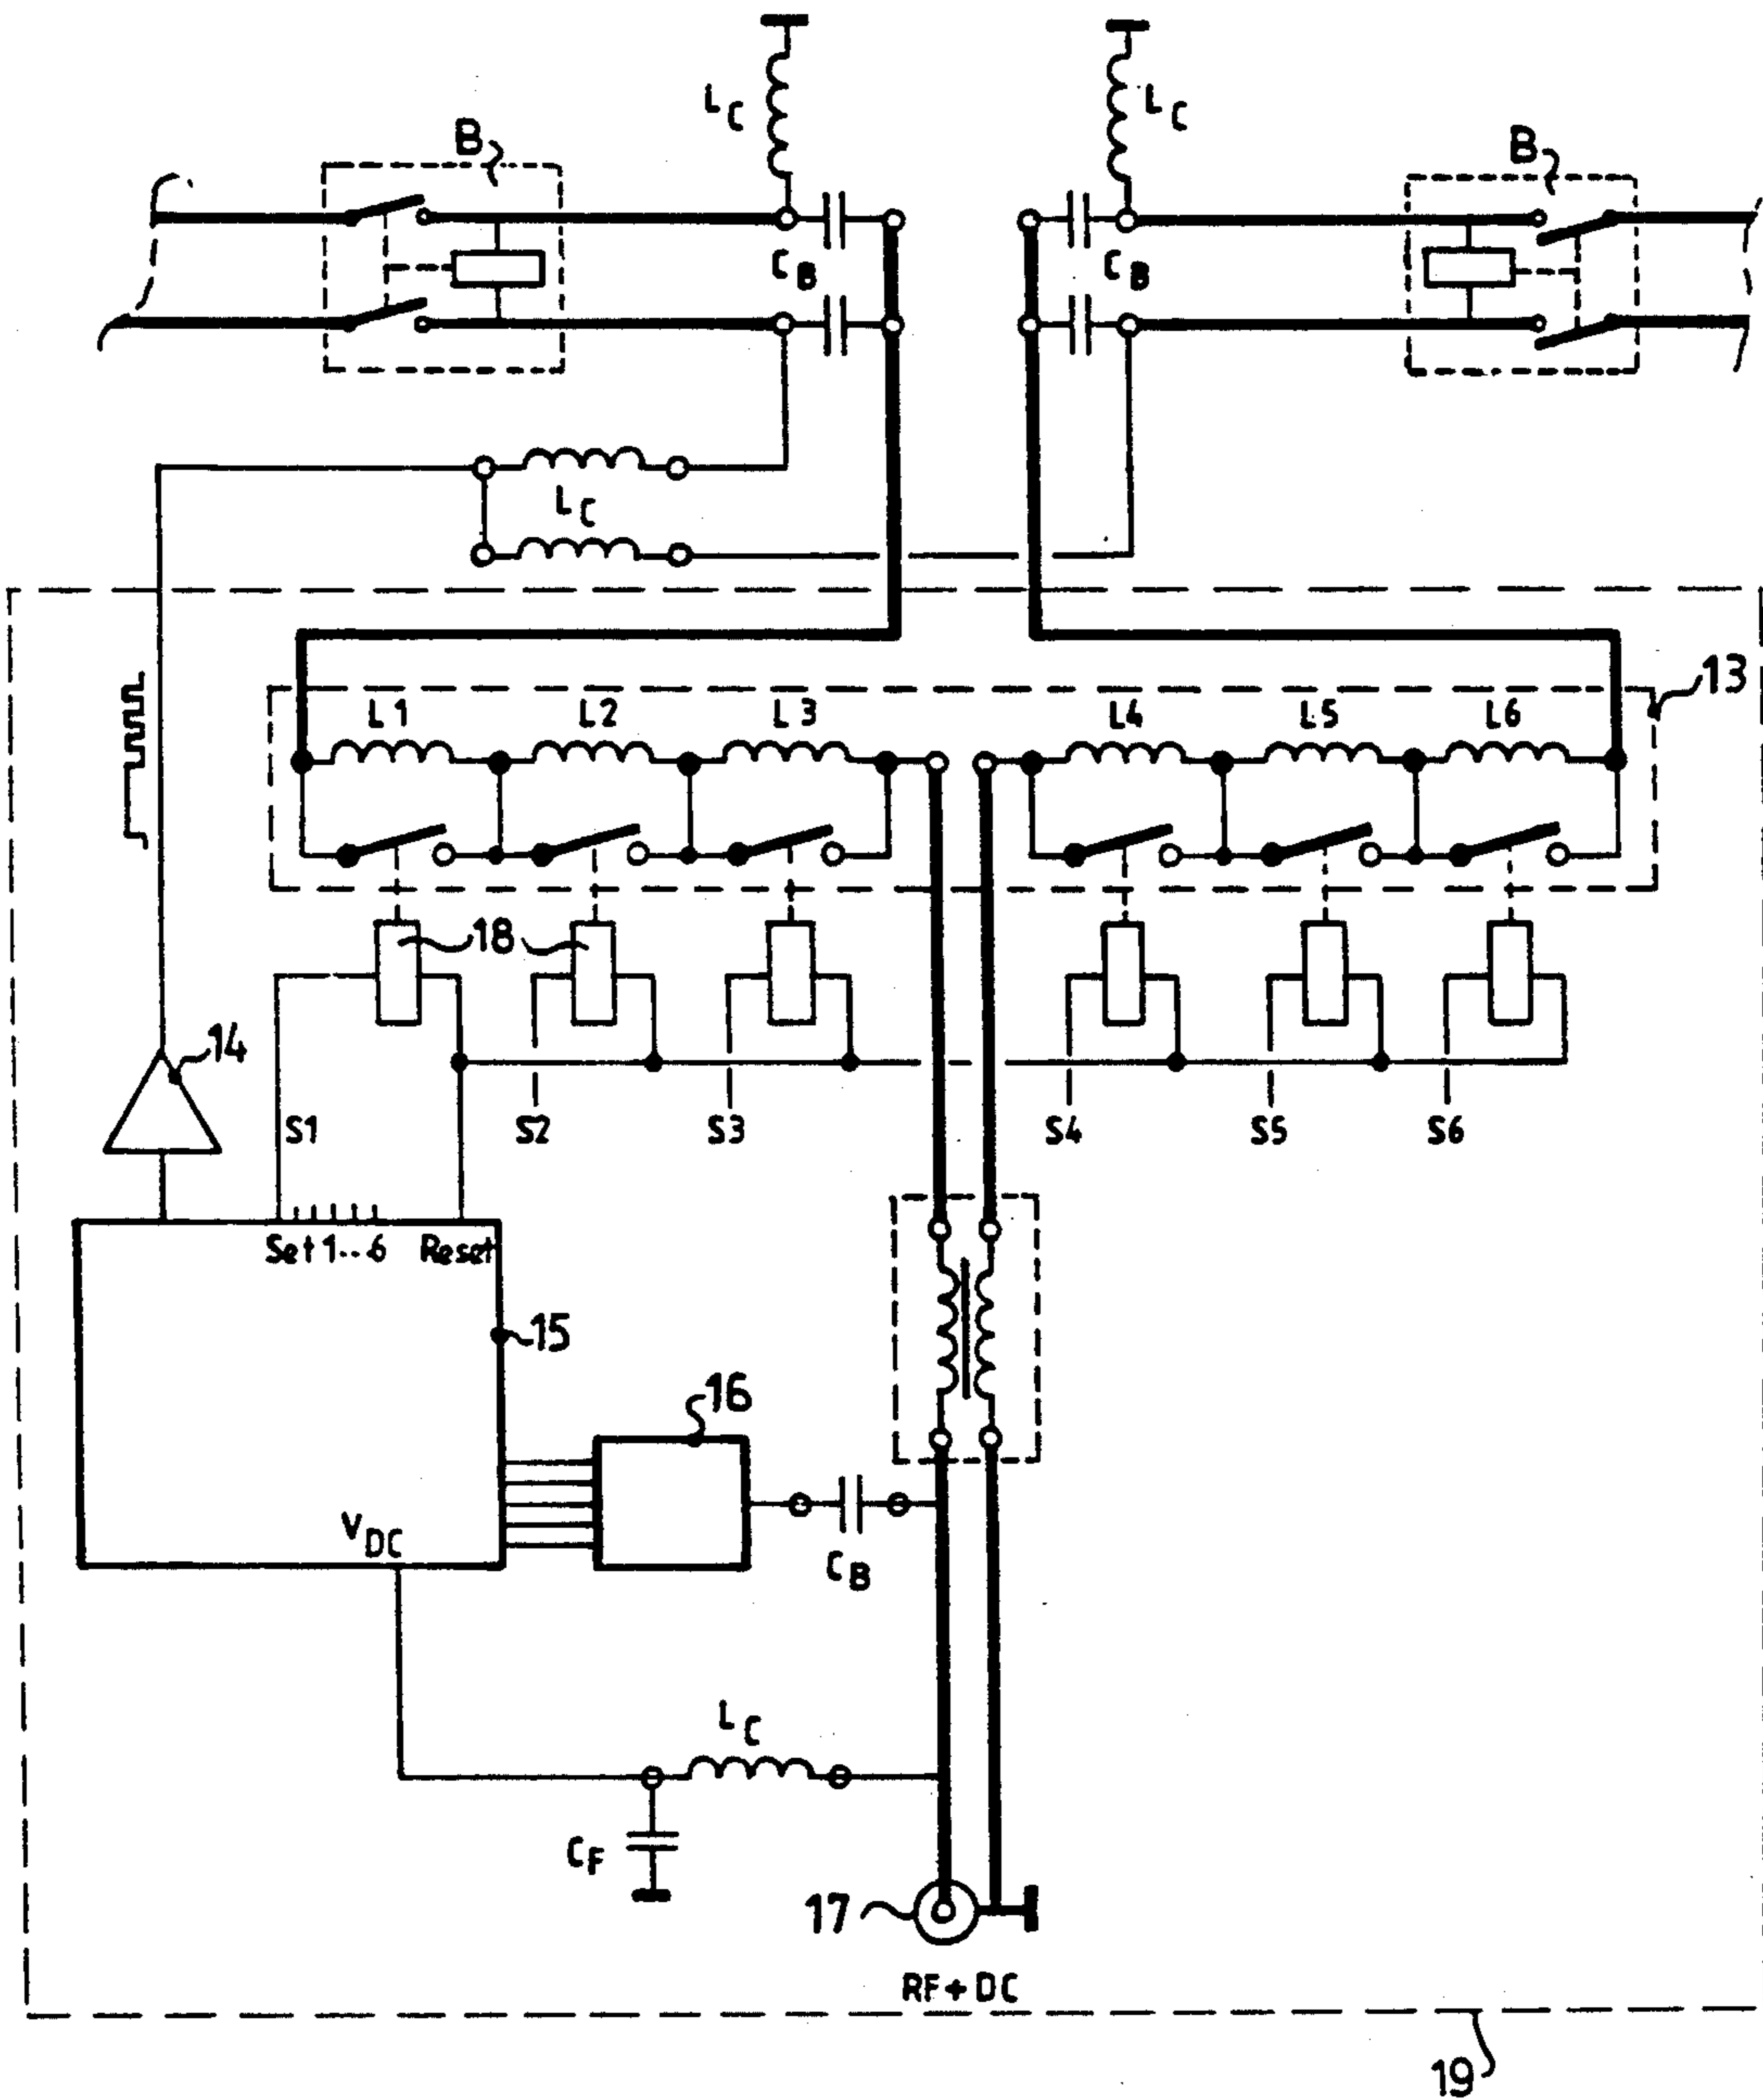 LC LC
B B
CB CB
LC
13
L1 L2 L3 L4 L5 L6
18
14
S1 S2 S3 S4 S5 S6
Set 1..6 Reset
15
16
VDC
CB
LC
CF
17
RF+DC
19